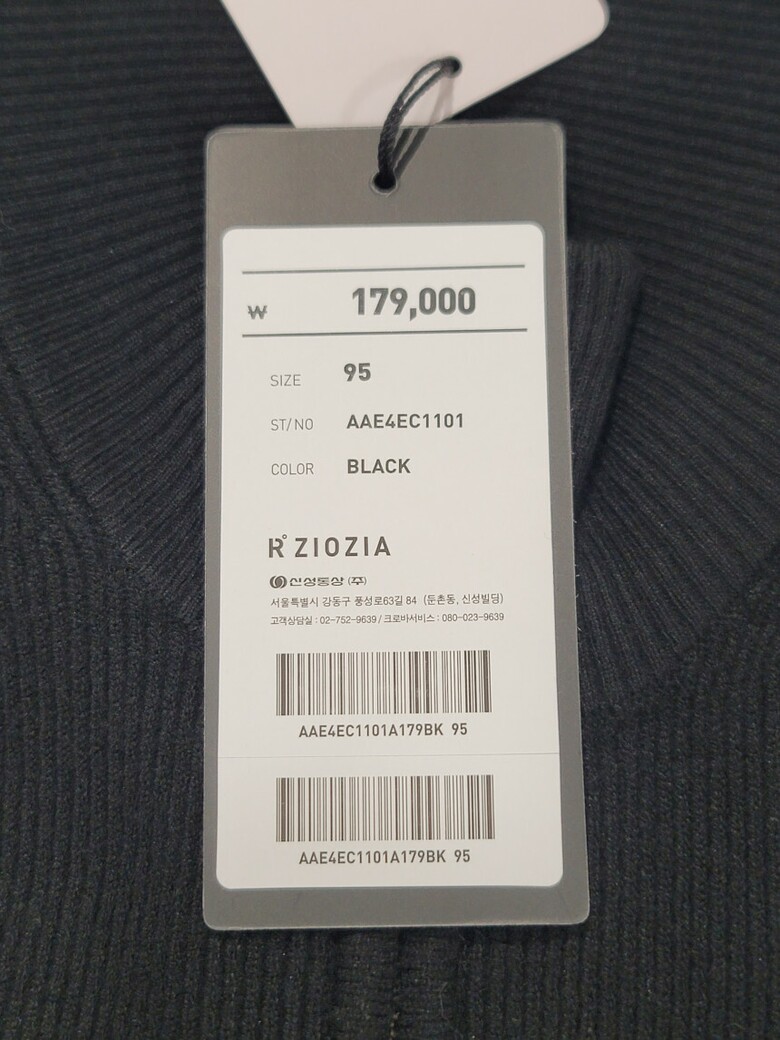 ₩ 179,000
SIZE 95
ST/NO AAE4EC1101
COLOR BLACK
R° ZIOZIA
신성통상 (주)
서울특별시 강동구 풍성로63길 84 (둔촌동, 신성빌딩)
고객상담실 : 02-752-9639 / 크로바서비스 : 080-023-9639
AAE4EC1101A179BK 95
AAE4EC1101A179BK 95